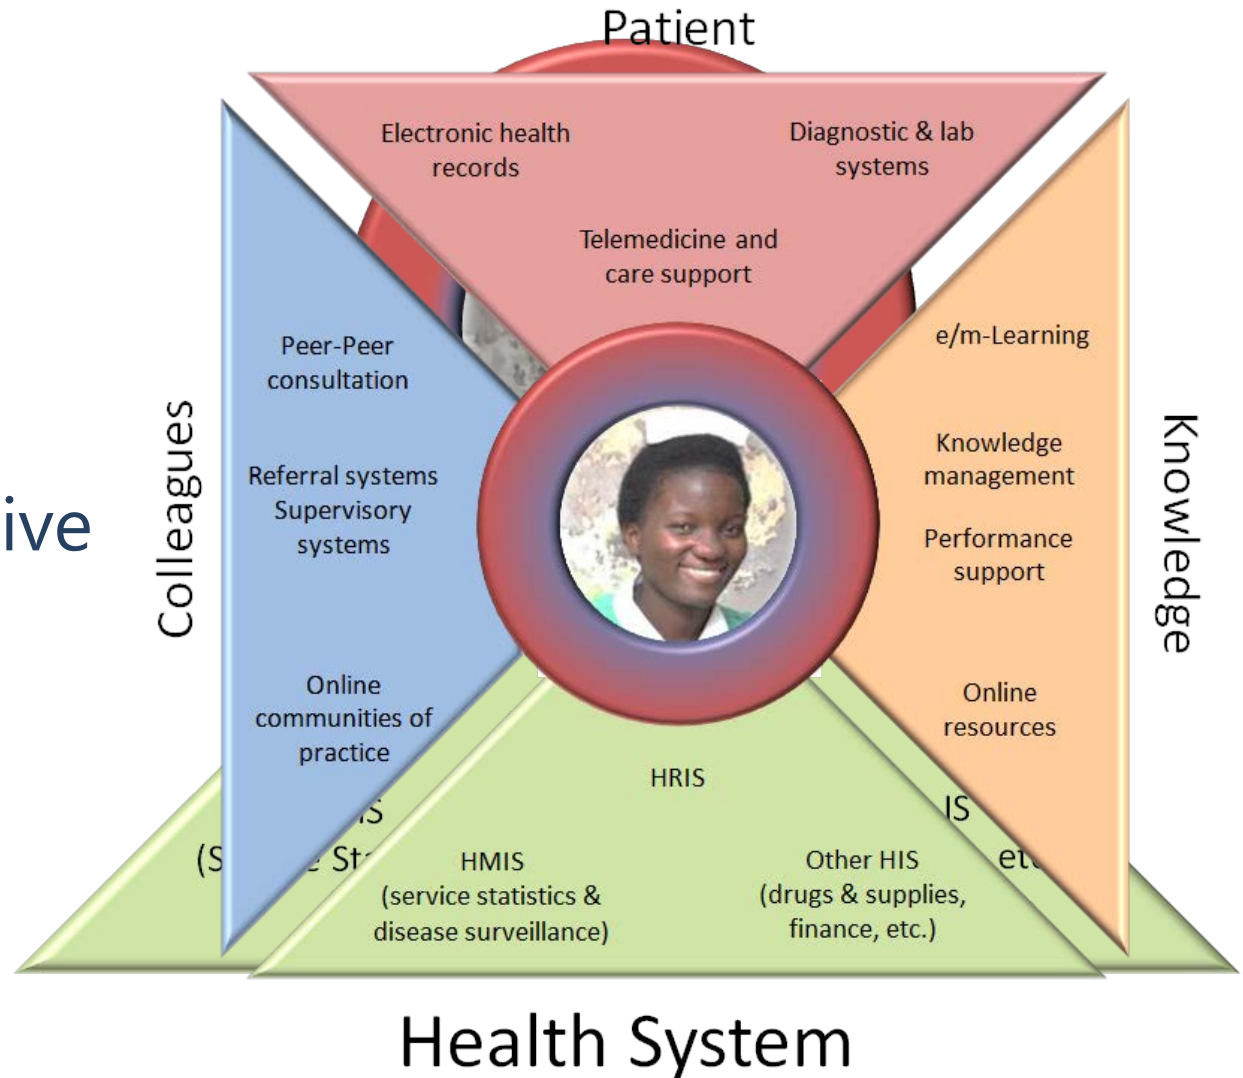 Patient
Electronic health
records
Diagnostic & lab
systems
Telemedicine and
care support
Colleagues
Peer-Peer
consultation
Referral systems
Supervisory
systems
Online
communities of
practice
ive
Knowledge
e/m-Learning
Knowledge
management
Performance
support
Online
resources
HRIS
IS
HMIS
(service statistics &
disease surveillance)
Other HIS
(drugs & supplies,
finance, etc.)
Health System